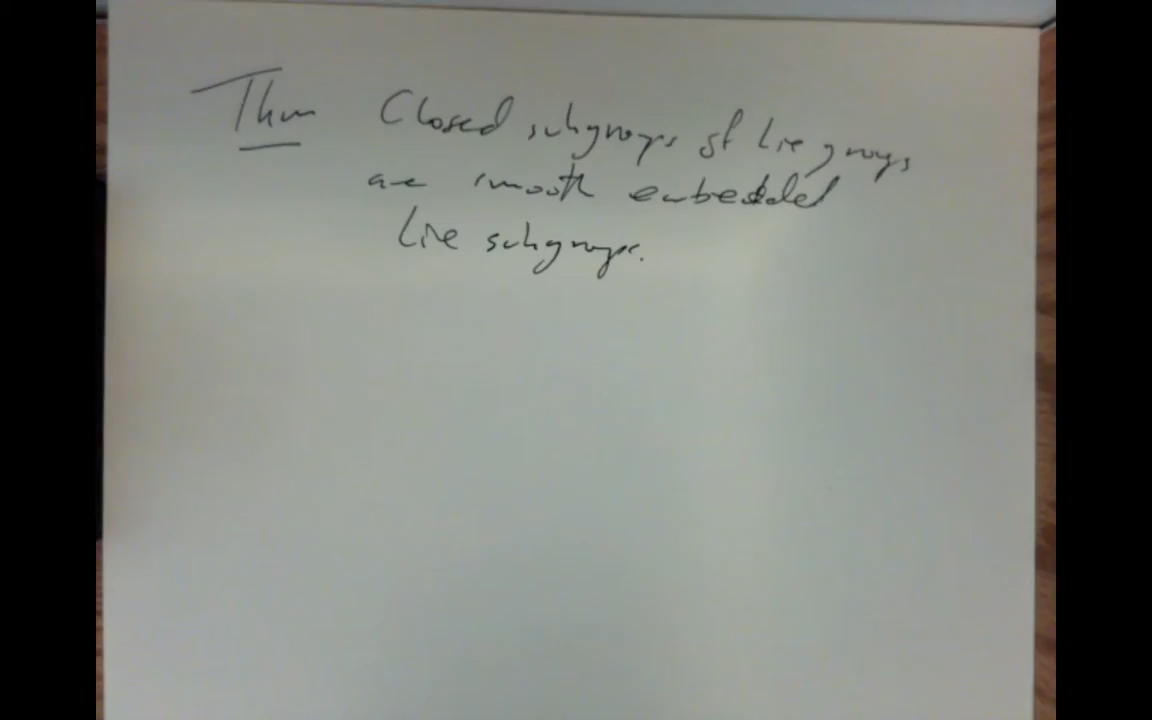 Thm Closed subgroups of Lie groups
are smooth embedded
Lie subgroups.